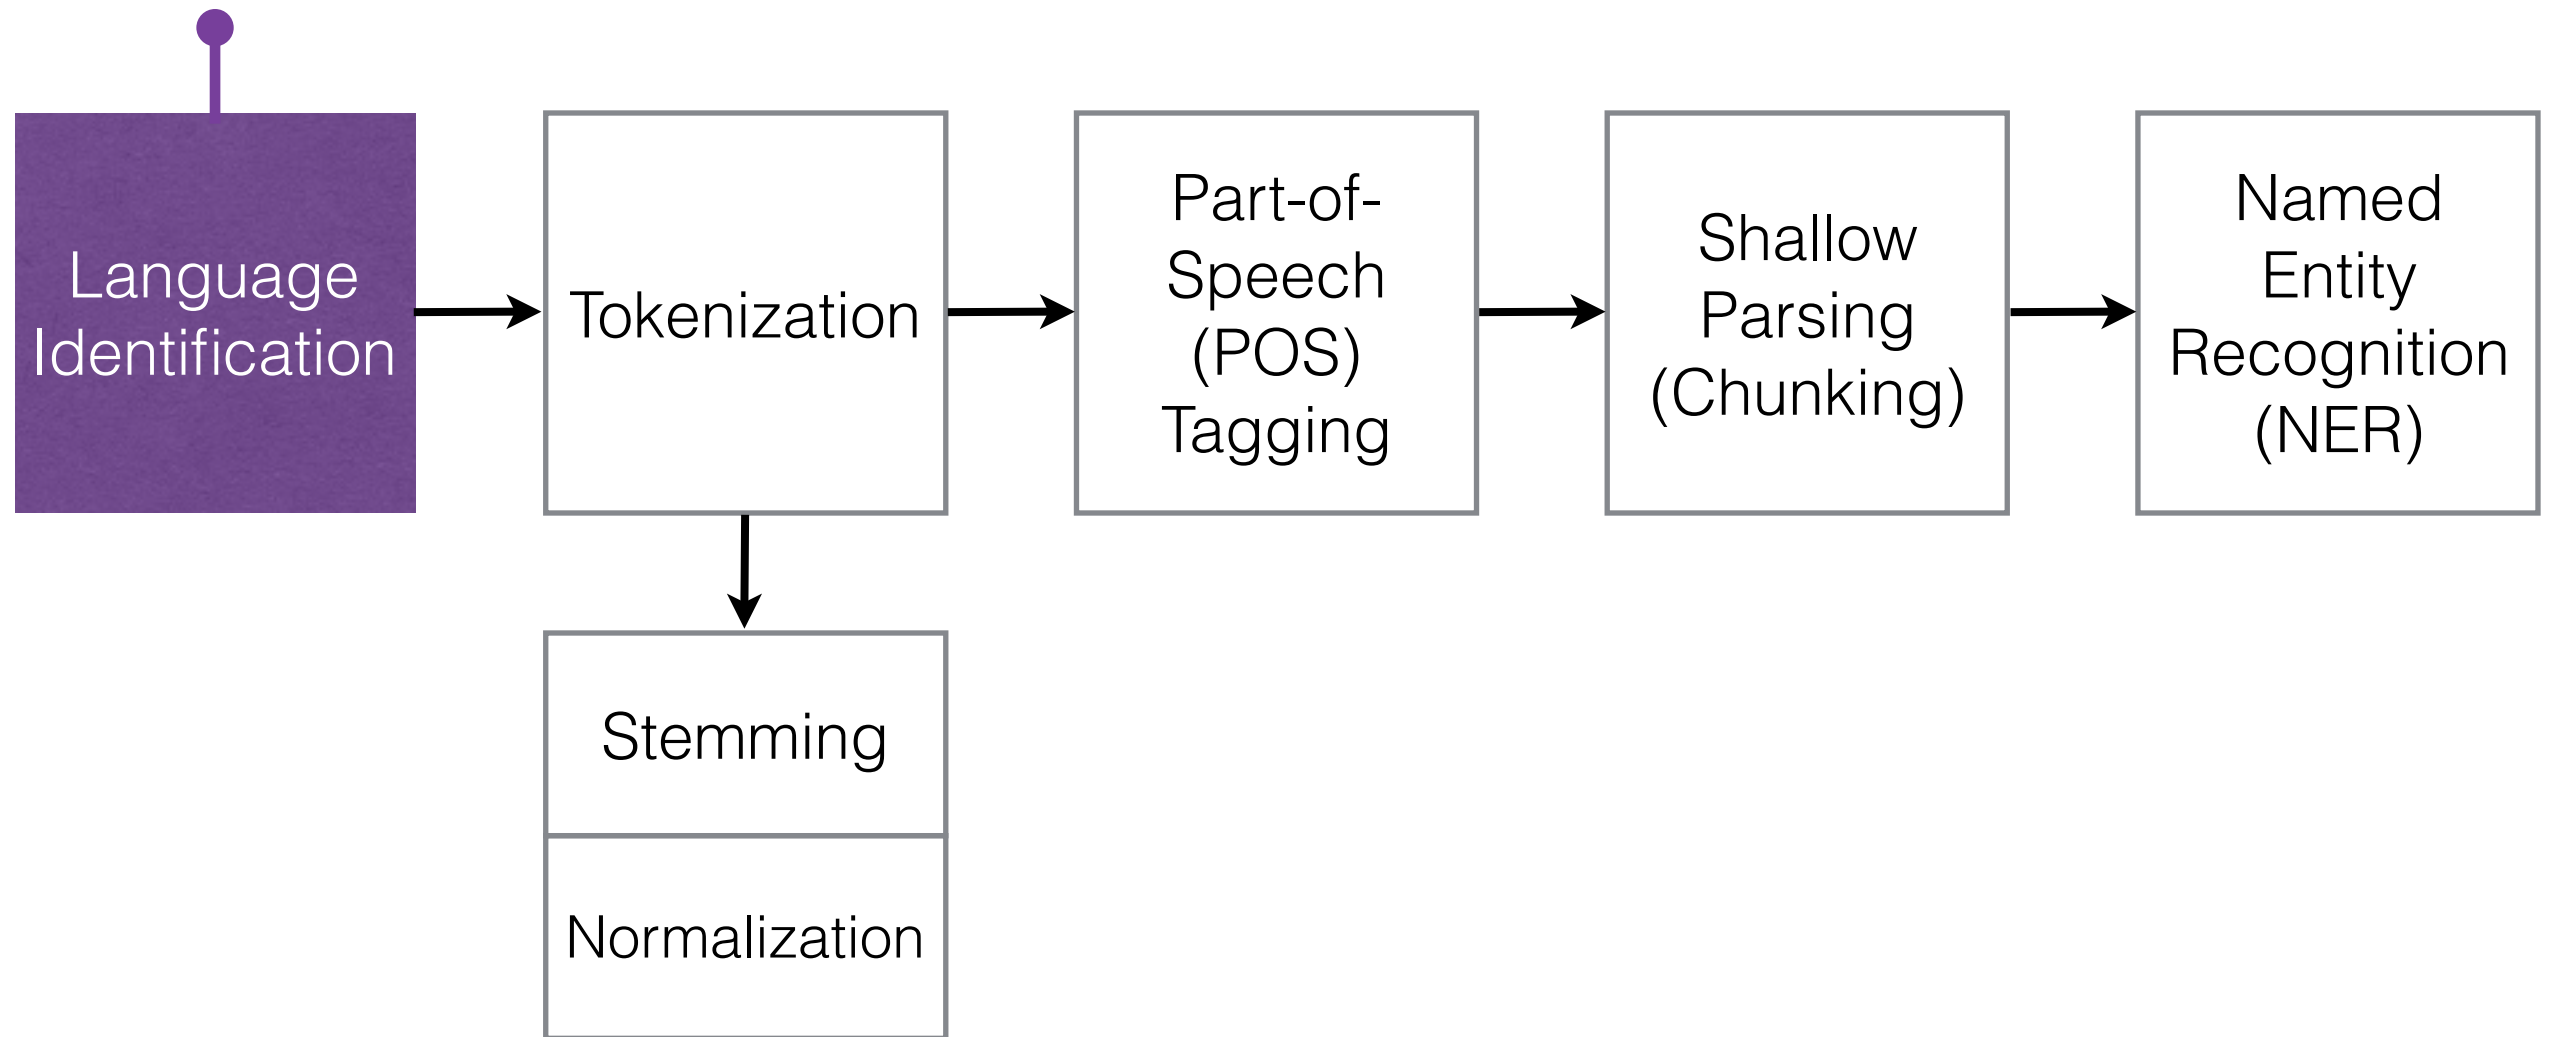 Language
Identification
Tokenization
Part-of-
Speech
(POS)
Tagging
Shallow
Parsing
(Chunking)
Named
Entity
Recognition
(NER)
Stemming
Normalization